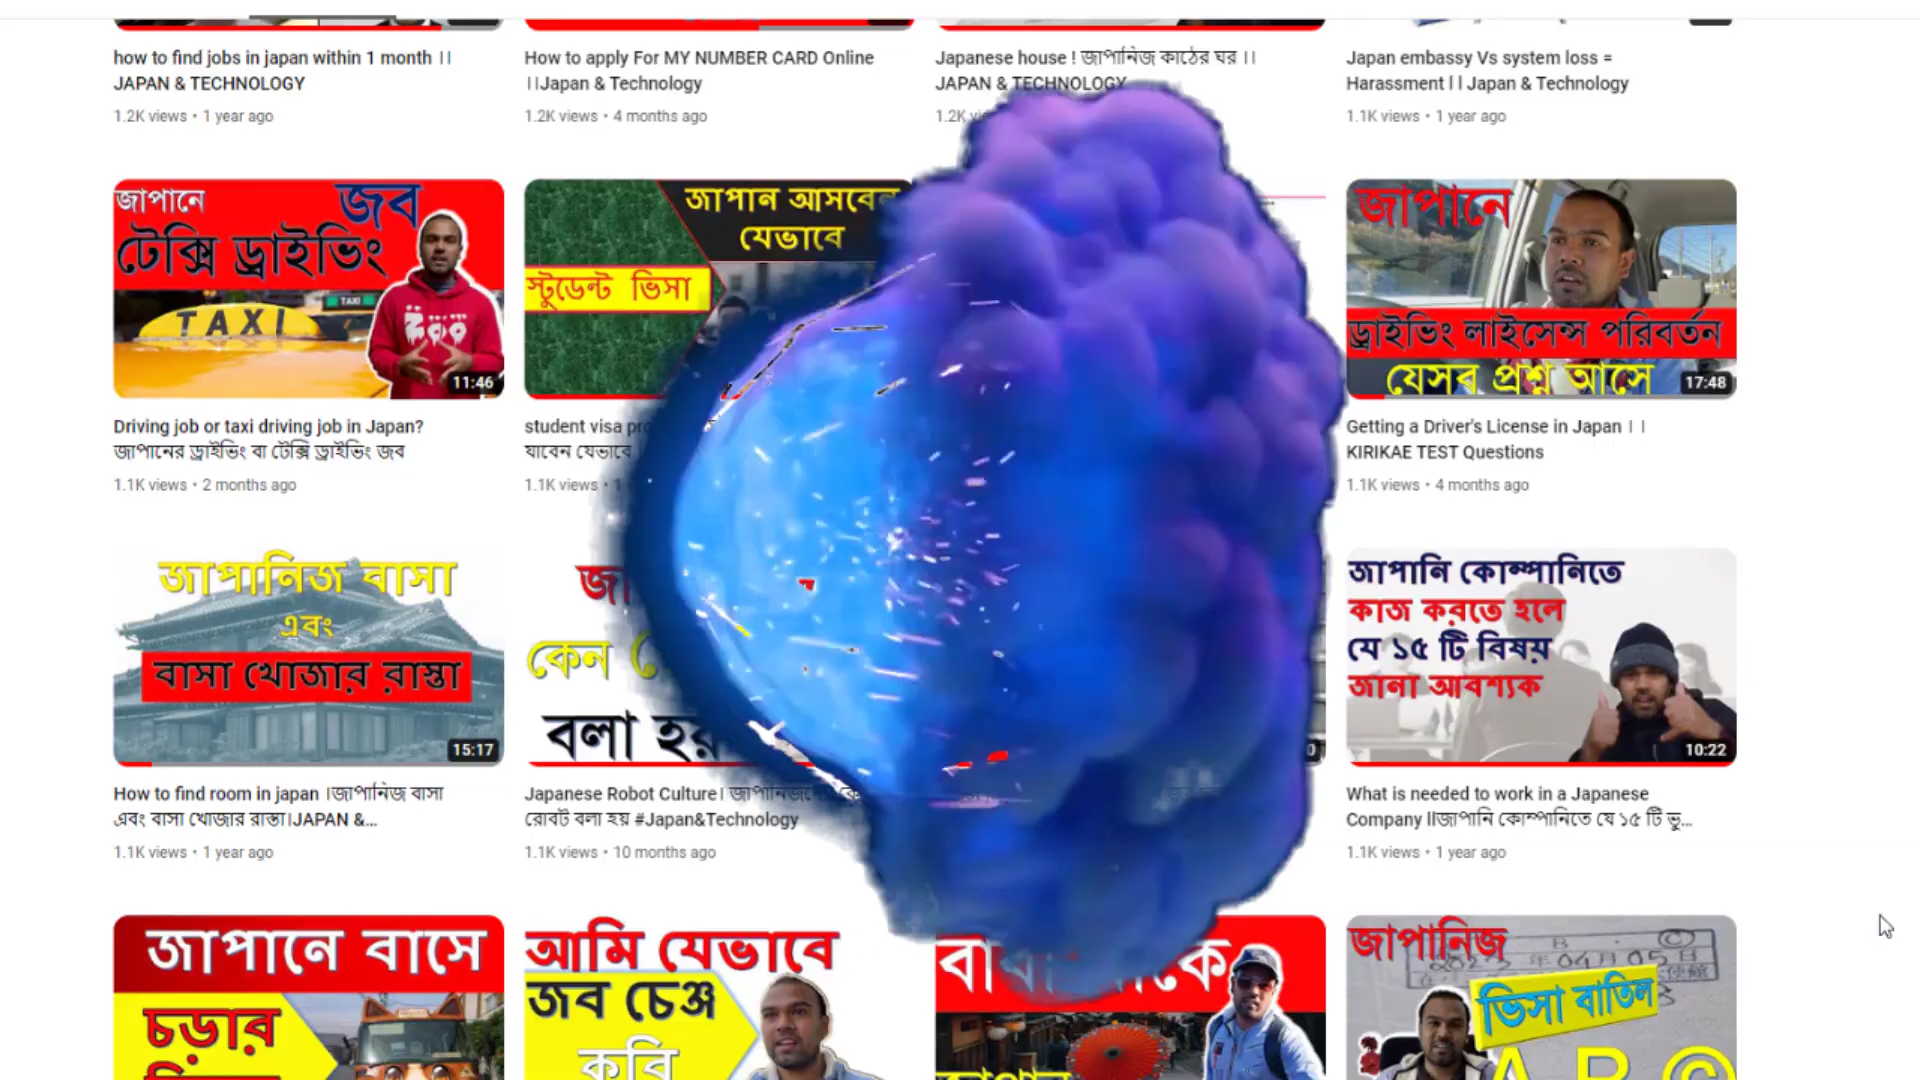 how to find jobs in japan within 1 month ।।
JAPAN & TECHNOLOGY
1.2K views • 1 year ago
How to apply For MY NUMBER CARD Online
।।Japan & Technology
1.2K views • 4 months ago
Japanese house ! জাপানিজ কাঠের ঘর ।।
JAPAN & TECHNOLOGY
1.2K
Japan embassy Vs system loss =
Harassment l l Japan & Technology
1.1K views • 1 year ago
জাপানে জব
টেক্সি ড্রাইভিং
TAXI
TAXI
11:46
Driving job or taxi driving job in Japan?
জাপানের ড্রাইভিং বা টেক্সি ড্রাইভিং জব
1.1K views • 2 months ago
জাপান আসবেন
যেভাবে
স্টুডেন্ট ভিসা
student visa
যাবেন যেভাবে
1.1K views •
জাপানে
ড্রাইভিং লাইসেন্স পরিবর্তন
যেসব প্রশ্ন আসে
17:48
Getting a Driver's License in Japan । ।
KIRIKAE TEST Questions
1.1K views • 4 months ago
জাপানিজ বাসা
এবং
বাসা খোজার রাস্তা
15:17
How to find room in japan ।জাপানিজ বাসা
এবং বাসা খোজার রাস্তা।JAPAN &...
1.1K views • 1 year ago
কেন
বলা হয়
Japanese Robot Culture।
রোবট বলা হয় #Japan&Technology
1.1K views • 10 months ago
জাপানি কোম্পানিতে
কাজ করতে হলে
যে ১৫ টি বিষয়
জানা আবশ্যক
10:22
What is needed to work in a Japanese
Company llজাপানি কোম্পানিতে যে ১৫ টি ভু...
1.1K views • 1 year ago
জাপানে বাসে
চড়ার
আমি যেভাবে
জব চেঞ্জ
করি
জাপানিজ
ভিসা বাতিল